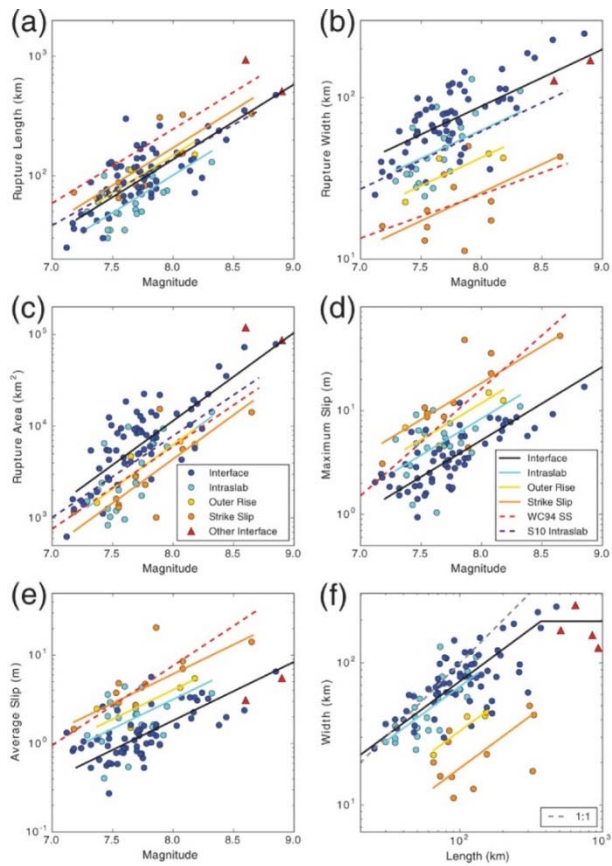 (a)
(b)
Rupture Length (km)
10³
10²
7.0 7.5 8.0 8.5 9.0
Magnitude
Rupture Width (km)
10²
10¹
7.0 7.5 8.0 8.5 9.0
Magnitude
(c)
(d)
Rupture Area (km²)
10⁵
10⁴
10³
7.0 7.5 8.0 8.5 9.0
Magnitude
Interface
Intraslab
Outer Rise
Strike Slip
Other Interface
Maximum Slip (m)
10¹
10⁰
7.0 7.5 8.0 8.5 9.0
Magnitude
Interface
Intraslab
Outer Rise
Strike Slip
WC94 SS
S10 Intraslab
(e)
(f)
Average Slip (m)
10¹
10⁰
10⁻¹
7.0 7.5 8.0 8.5 9.0
Magnitude
Width (km)
10²
10¹
10² 10³
Length (km)
1:1